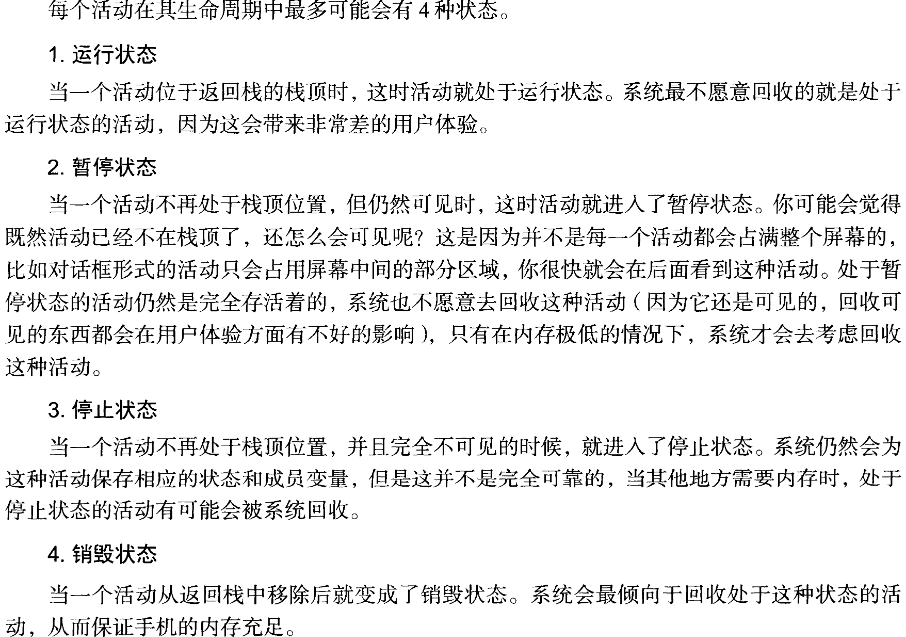 每个活动在其生命周期中最多可能会有 4 种状态。
1. 运行状态
当一个活动位于返回栈的栈顶时，这时活动就处于运行状态。系统最不愿意回收的就是处于
运行状态的活动，因为这会带来非常差的用户体验。
2. 暂停状态
当一个活动不再处于栈顶位置，但仍然可见时，这时活动就进入了暂停状态。你可能会觉得
既然活动已经不在栈顶了，还怎么会可见呢？这是因为并不是每一个活动都会占满整个屏幕的，
比如对话框形式的活动只会占用屏幕中间的部分区域，你很快就会在后面看到这种活动。处于暂
停状态的活动仍然是完全存活着的，系统也不愿意去回收这种活动（因为它还是可见的，回收可
见的东西都会在用户体验方面有不好的影响），只有在内存极低的情况下，系统才会去考虑回收
这种活动。
3. 停止状态
当一个活动不再处于栈顶位置，并且完全不可见的时候，就进入了停止状态。系统仍然会为
这种活动保存相应的状态和成员变量，但是这并不是完全可靠的，当其他地方需要内存时，处于
停止状态的活动有可能会被系统回收。
4. 销毁状态
当一个活动从返回栈中移除后就变成了销毁状态。系统会最倾向于回收处于这种状态的活
动，从而保证手机的内存充足。